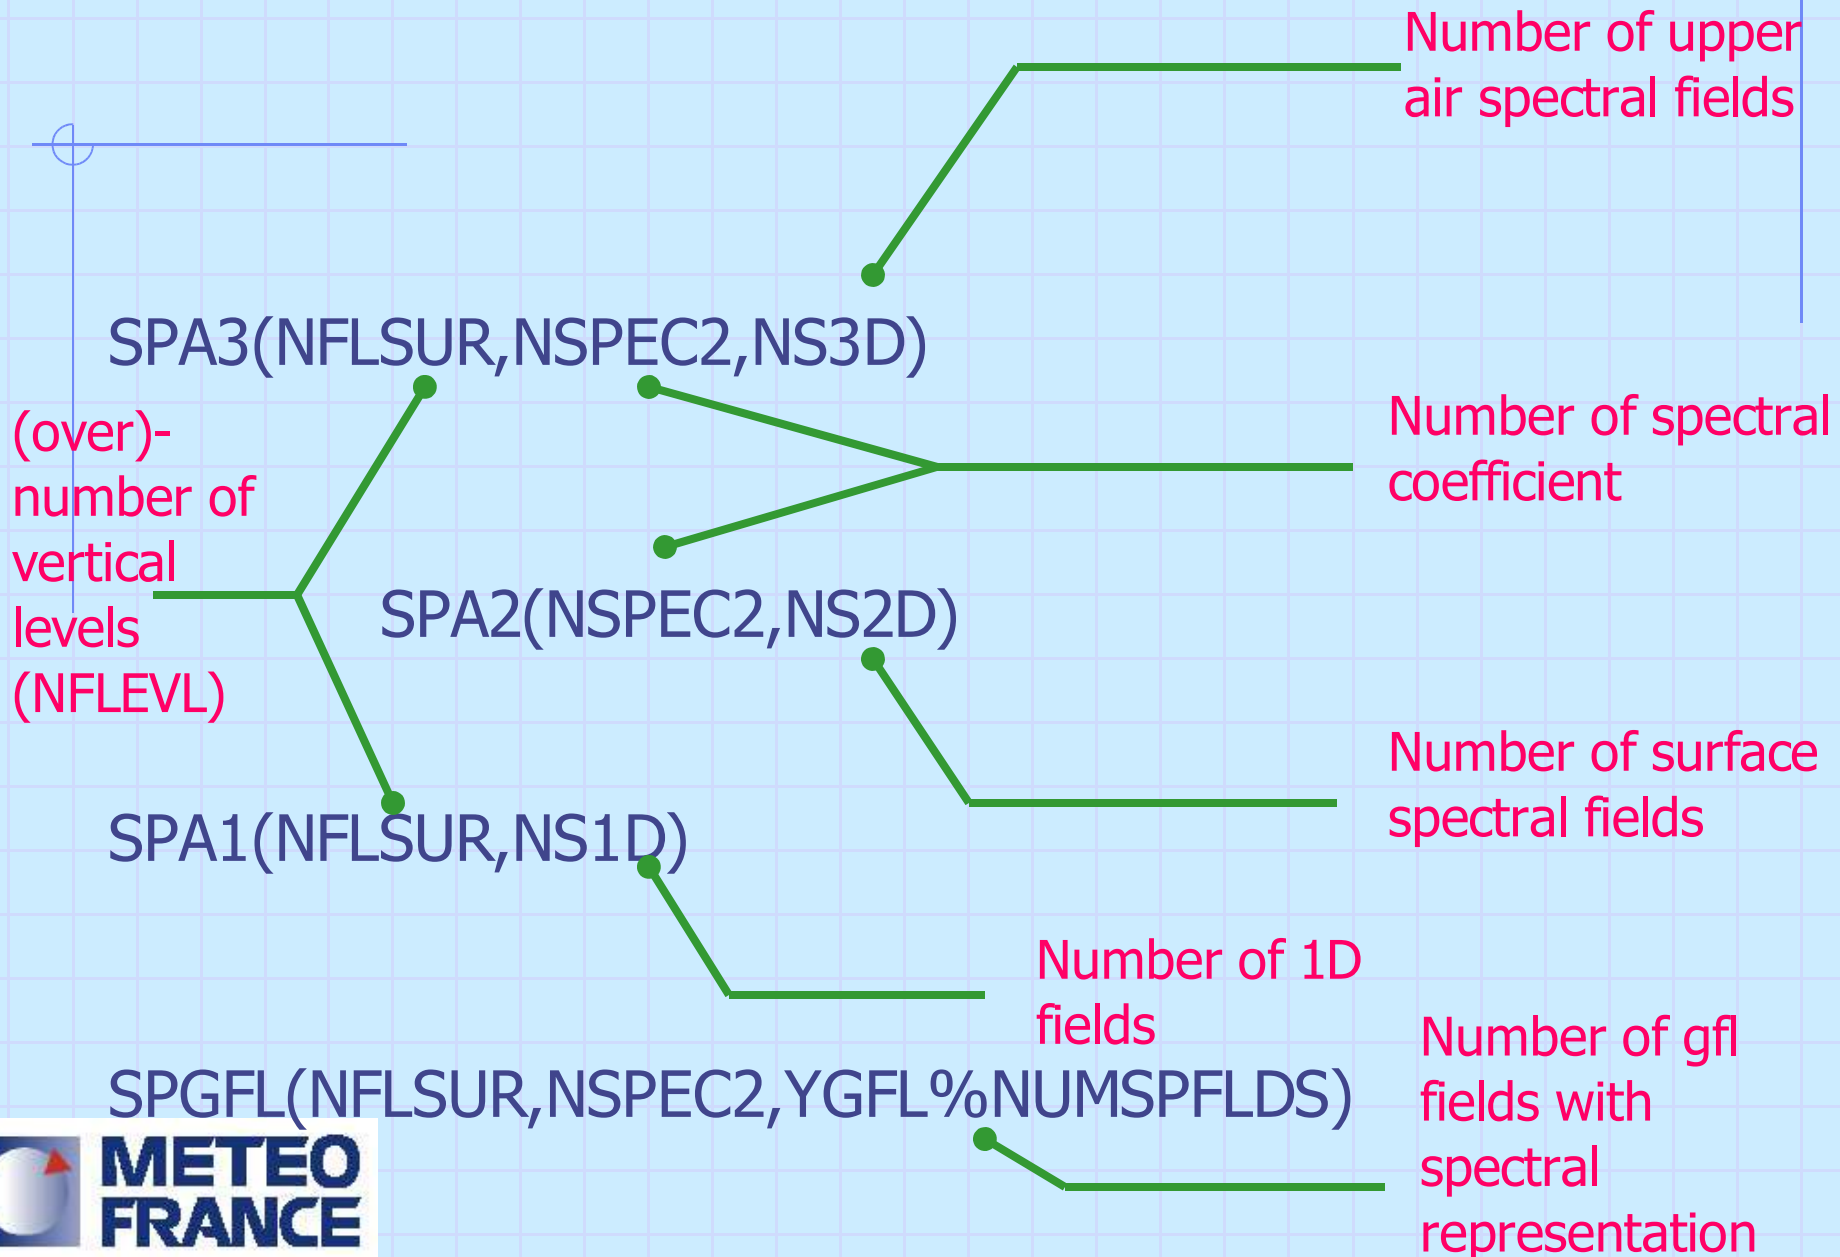 Number of upper
air spectral fields
SPA3(NFLSUR,NSPEC2,NS3D)
(over)-
number of
vertical
levels
(NFLEVL)
Number of spectral
coefficient
SPA2(NSPEC2,NS2D)
Number of surface
spectral fields
SPA1(NFLSUR,NS1D)
Number of 1D
fields
SPGFL(NFLSUR,NSPEC2,YGFL%NUMSPFLDS)
Number of gfl
fields with
spectral
representation
METEO
FRANCE